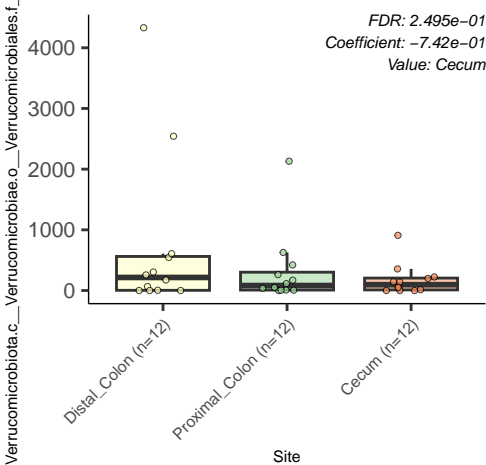 FDR: 2.495e−01
Coefficient: −7.42e−01
Value: Cecum
Verrucomicrobiota.c__Verrucomicrobiae.o__Verrucomicrobiales.f_
4000
3000
2000
1000
0
Distal_Colon (n=12)
Proximal_Colon (n=12)
Cecum (n=12)
Site